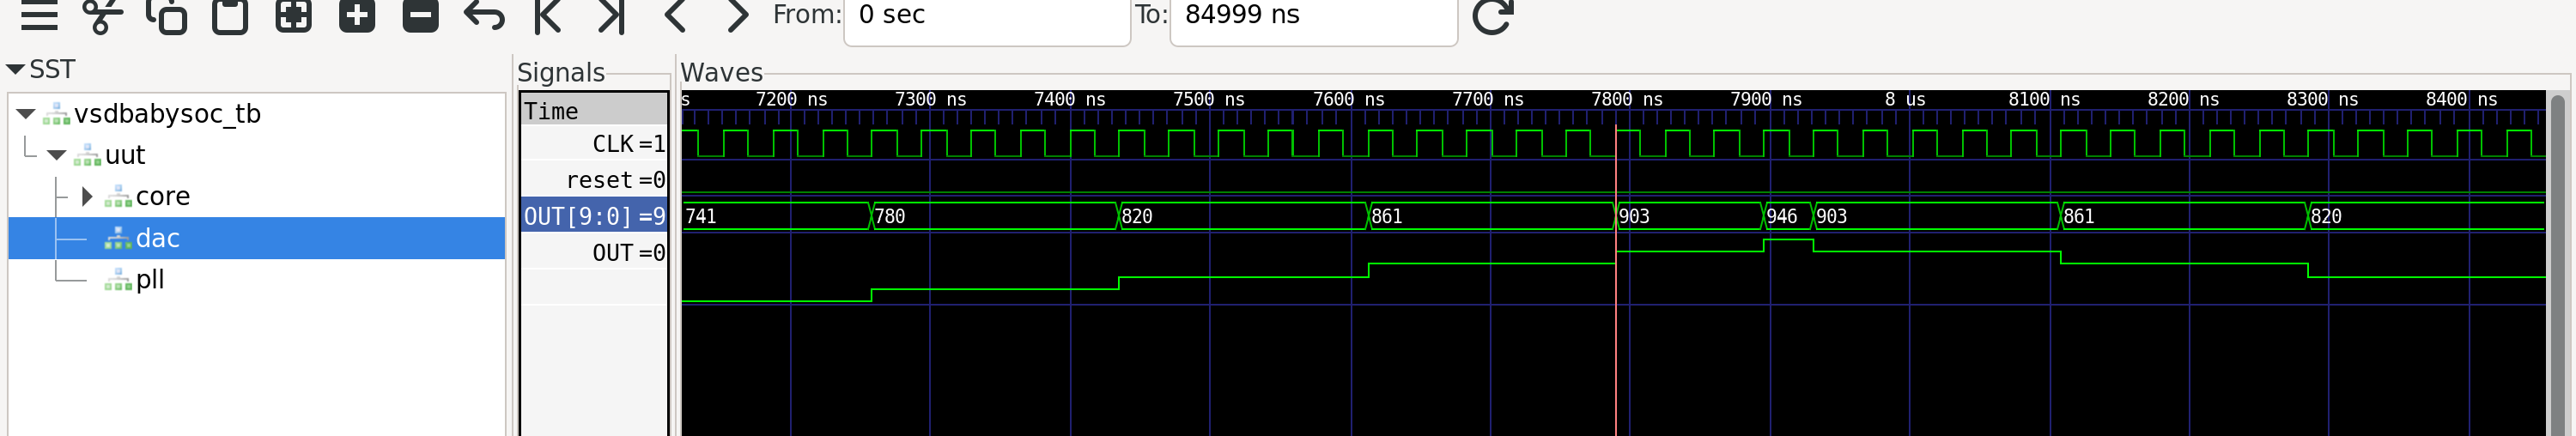 From: 0 sec To: 84999 ns
SST
Signals
Waves
vsdbabysoc_tb
uut
core
dac
pll
Time
CLK =1
reset =0
OUT[9:0] =9
OUT =0
s 7200 ns 7300 ns 7400 ns 7500 ns 7600 ns 7700 ns 7800 ns 7900 ns 8 us 8100 ns 8200 ns 8300 ns 8400 ns
741 780 820 861 903 946 903 861 820